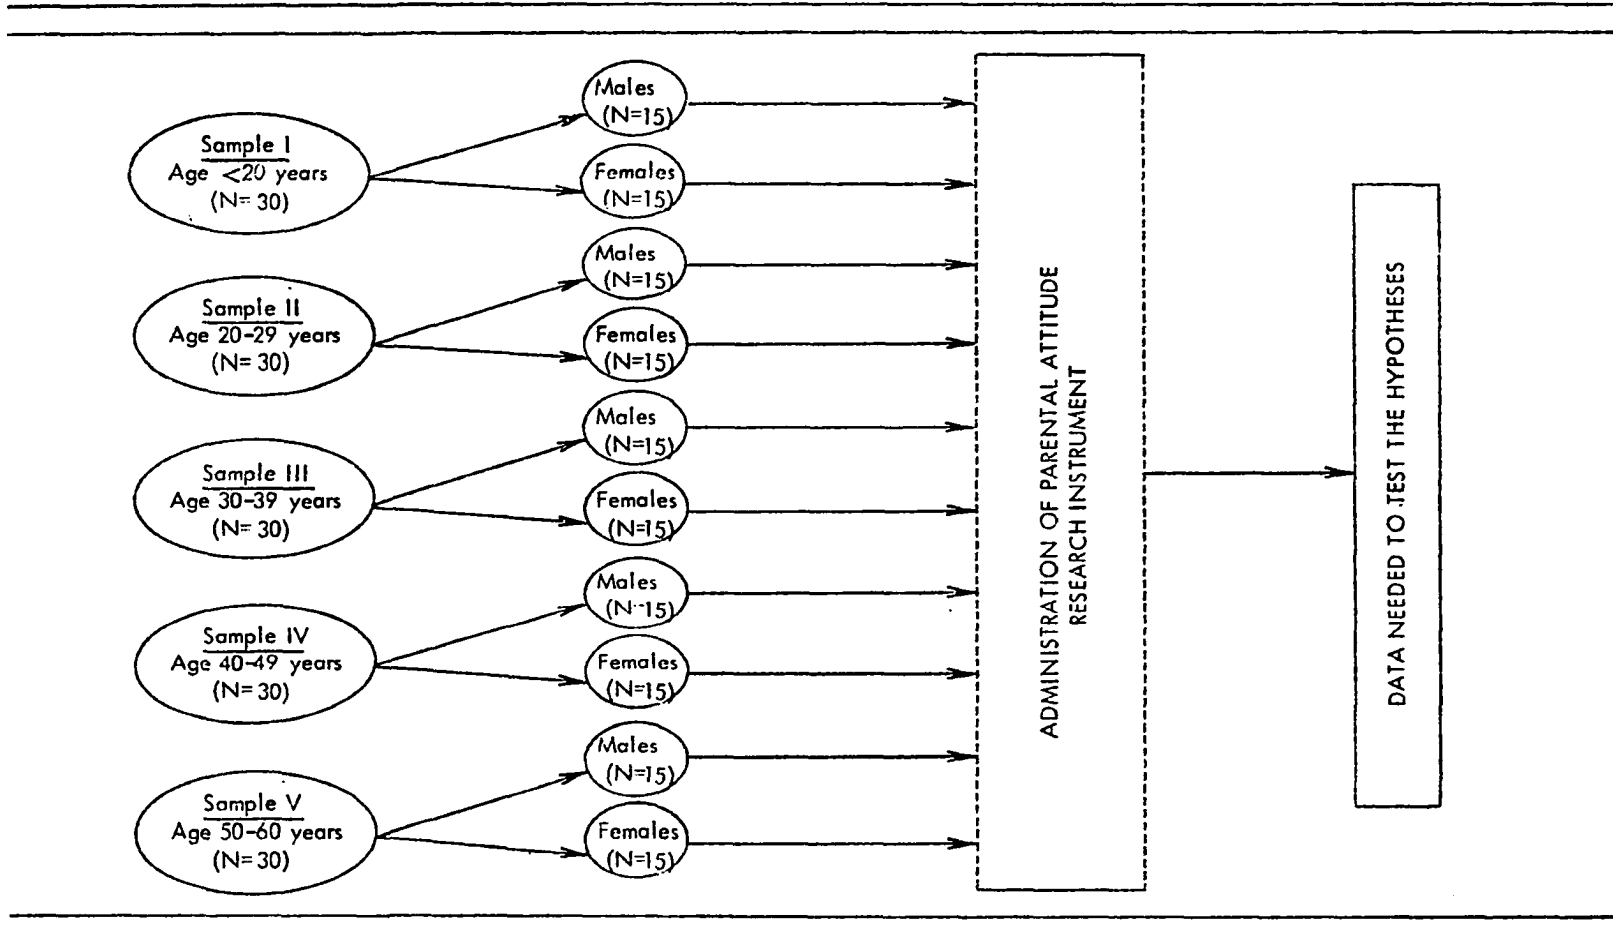 Sample I
Age <20 years
(N= 30)
Males
(N=15)
Females
(N=15)
Sample II
Age 20-29 years
(N= 30)
Males
(N=15)
Females
(N=15)
Sample III
Age 30-39 years
(N= 30)
Males
(N=15)
Females
(N=15)
Sample IV
Age 40-49 years
(N= 30)
Males
(N-15)
Females
(N=15)
Sample V
Age 50-60 years
(N= 30)
Males
(N=15)
Females
(N=15)
ADMINISTRATION OF PARENTAL ATTITUDE
RESEARCH INSTRUMENT
DATA NEEDED TO TEST THE HYPOTHESES